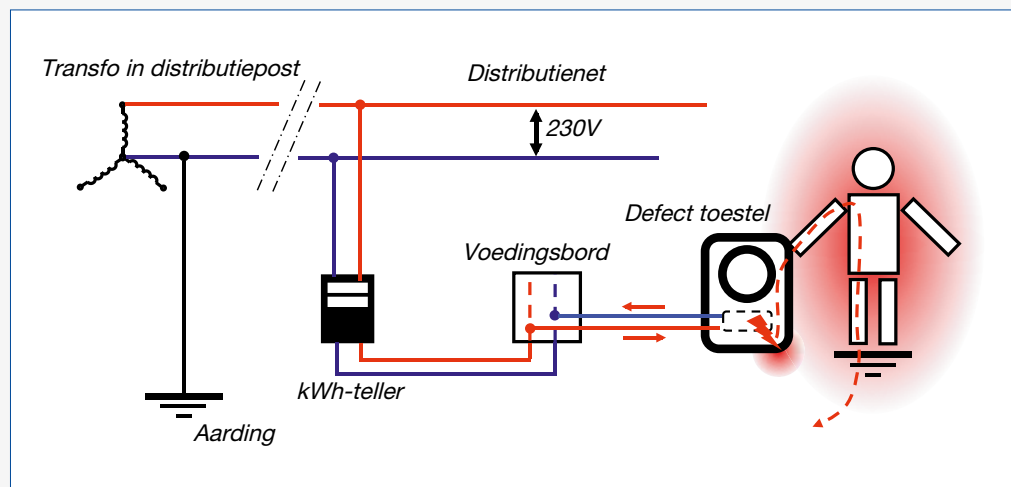 Transfo in distributiepost
Distributienet
230V
Defect toestel
Voedingsbord
kWh-teller
Aarding